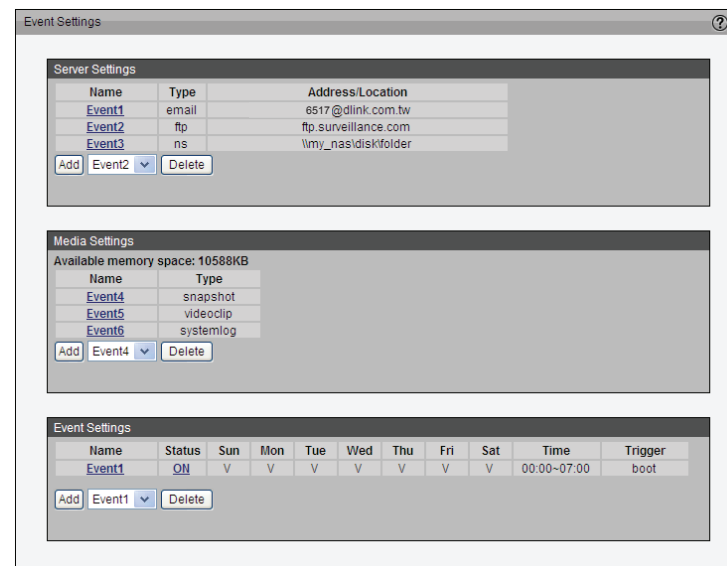 Event Settings
Server Settings
Name Type Address/Location
Event1 email 6517@dlink.com.tw
Event2 ftp ftp.surveillance.com
Event3 ns \\my_nas\disk\folder
Add Event2 Delete
Media Settings
Available memory space: 10588KB
Name Type
Event4 snapshot
Event5 videoclip
Event6 systemlog
Add Event4 Delete
Event Settings
Name Status Sun Mon Tue Wed Thu Fri Sat Time Trigger
Event1 ON V V V V V V V 00:00~07:00 boot
Add Event1 Delete